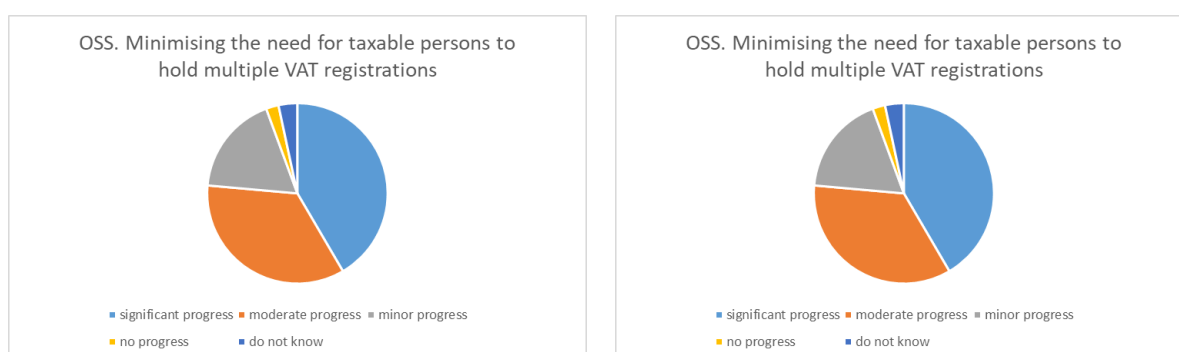 OSS. Minimising the need for taxable persons to
hold multiple VAT registrations
significant progress moderate progress minor progress
no progress do not know
OSS. Minimising the need for taxable persons to
hold multiple VAT registrations
significant progress moderate progress minor progress
no progress do not know